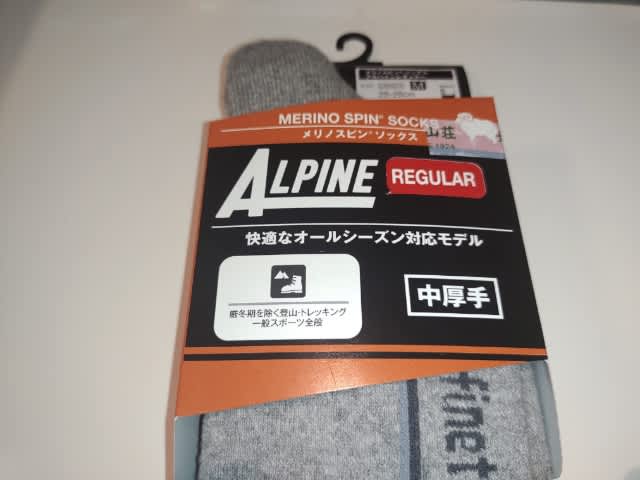 M
25-28cm
MERINO SPIN® SOCKS
メリノスピン®ソックス
山荘
1924
ALPINE REGULAR
快適なオールシーズン対応モデル
厳冬期を除く登山・トレッキング
一般スポーツ全般
中厚手
finet